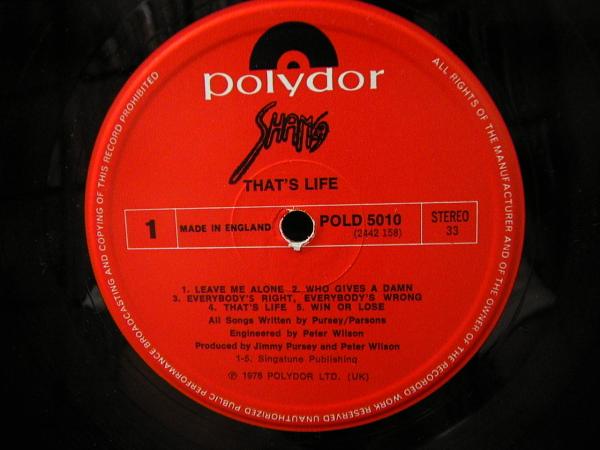 polydor
SHAM 69
THAT'S LIFE
1
MADE IN ENGLAND
POLD 5010
(2442 158)
STEREO
33
1. LEAVE ME ALONE 2. WHO GIVES A DAMN
3. EVERYBODY'S RIGHT, EVERYBODY'S WRONG
4. THAT'S LIFE 5. WIN OR LOSE
All Songs Written by Pursey/Parsons
Engineered by Peter Wilson
Produced by Jimmy Pursey and Peter Wilson
1-5. Singatune Publishing
℗ 1978 POLYDOR LTD. (UK)
ALL RIGHTS OF THE MANUFACTURER AND OF THE OWNER OF THE RECORDED WORK RESERVED UNAUTHORIZED PUBLIC PERFORMANCE BROADCASTING AND COPYING OF THIS RECORD PROHIBITED